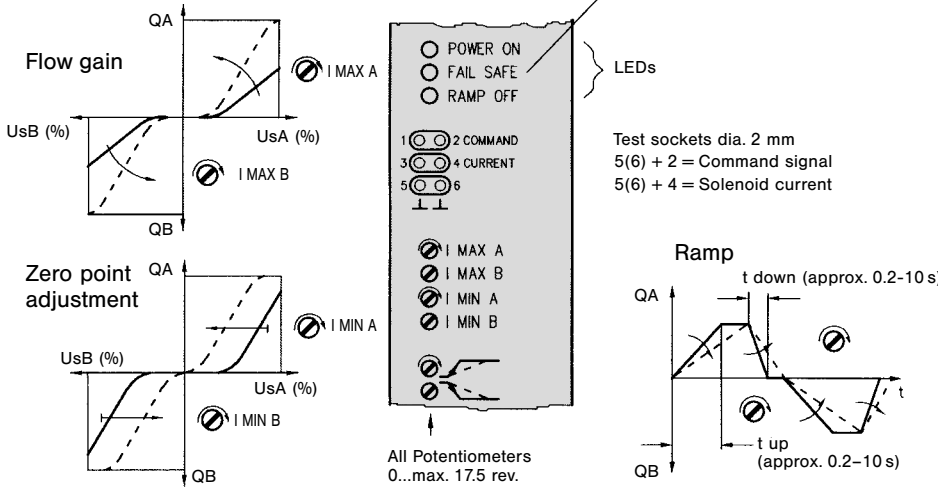 Flow gain
QA
I MAX A
UsB (%)
UsA (%)
I MAX B
QB
Zero point
adjustment
QA
I MIN A
UsB (%)
UsA (%)
I MIN B
QB
POWER ON
FAIL SAFE
RAMP OFF
LEDs
1 2 COMMAND
3 4 CURRENT
5 6
Test sockets dia. 2 mm
5(6) + 2 = Command signal
5(6) + 4 = Solenoid current
I MAX A
I MAX B
I MIN A
I MIN B
All Potentiometers
0...max. 17.5 rev.
Ramp
t down (approx. 0.2-10 s)
QA
t
t up
(approx. 0.2–10 s)
QB